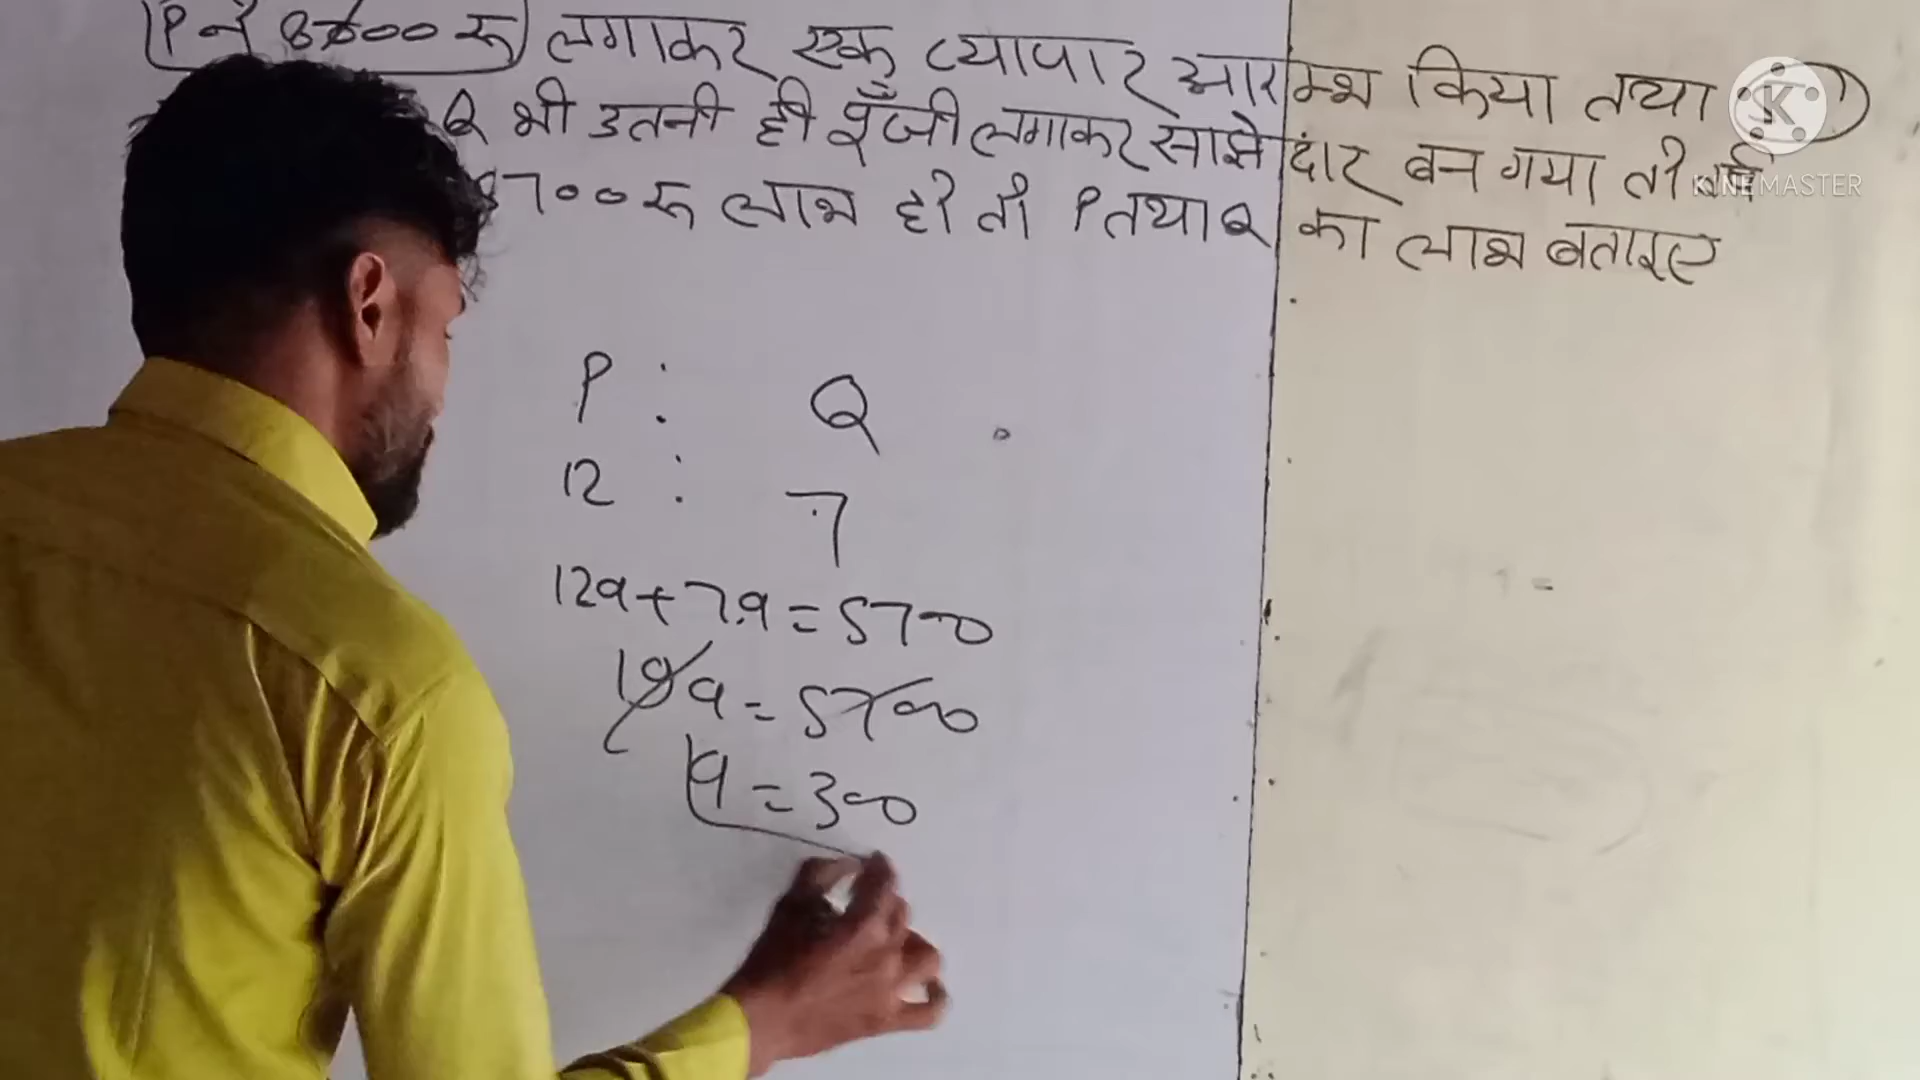 P ने 8700 रू लगाकर एक व्यापार आरम्भ किया तथा
Q भी उतनी ही पूँजी लगाकर साझेदार बन गया तो
5700 रू लाभ हो तो P तथा Q का लाभ बताइए
P : Q
12 : 7
12a+7a=5700
19a=5700
a=300
KINEMASTER